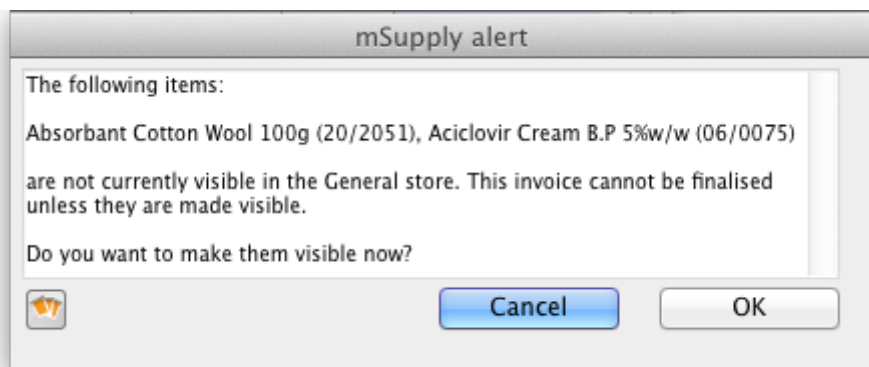 mSupply alert
The following items:
Absorbant Cotton Wool 100g (20/2051), Aciclovir Cream B.P 5%w/w (06/0075)
are not currently visible in the General store. This invoice cannot be finalised
unless they are made visible.
Do you want to make them visible now?
Cancel
OK